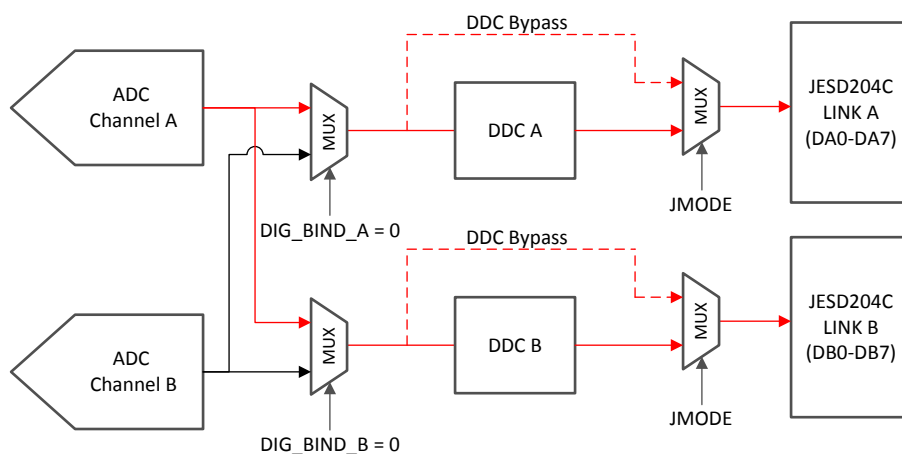 DDC Bypass
ADC
Channel A
MUX
DDC A
MUX
JESD204C
LINK A
(DA0-DA7)
DIG_BIND_A = 0
JMODE
DDC Bypass
ADC
Channel B
MUX
DDC B
MUX
JESD204C
LINK B
(DB0-DB7)
DIG_BIND_B = 0
JMODE